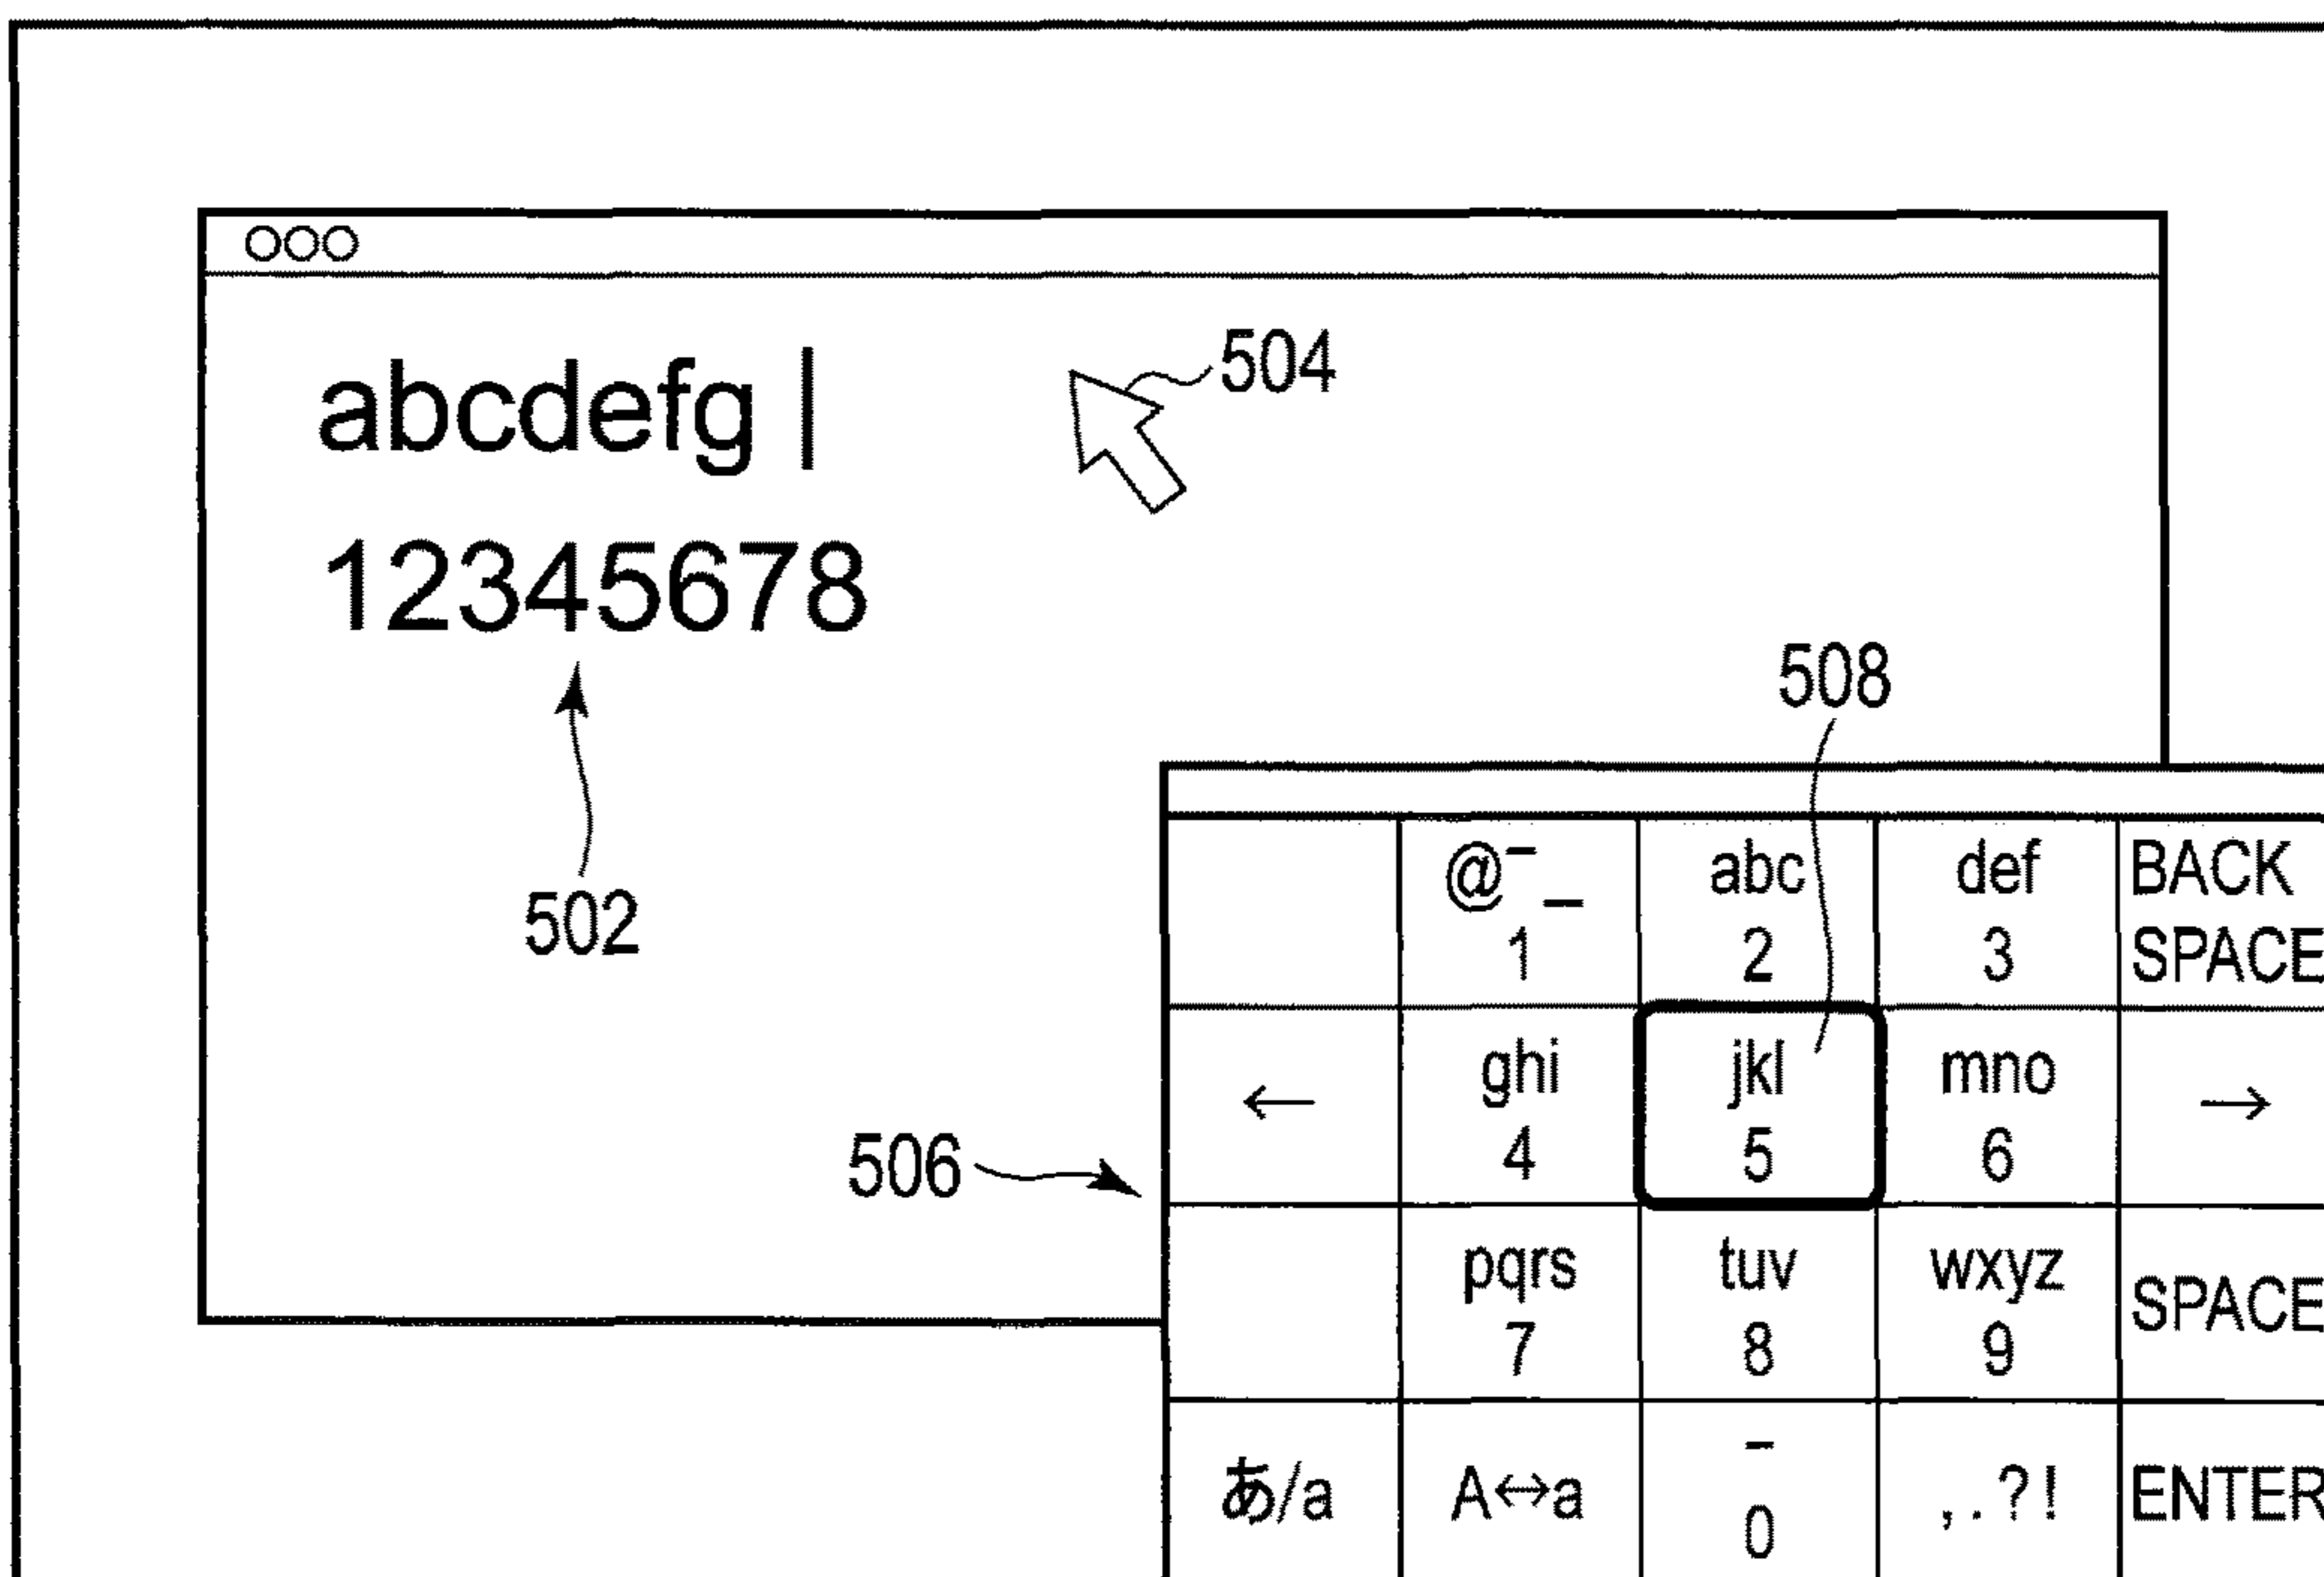 abcdefg |
504
12345678
508
502
@ – _ abc def BACK
1 2 3 SPACE
← ghi jkl mno →
506
4 5 6
pqrs tuv wxyz SPACE
7 8 9
あ/a A↔a – ,.?! ENTER
0